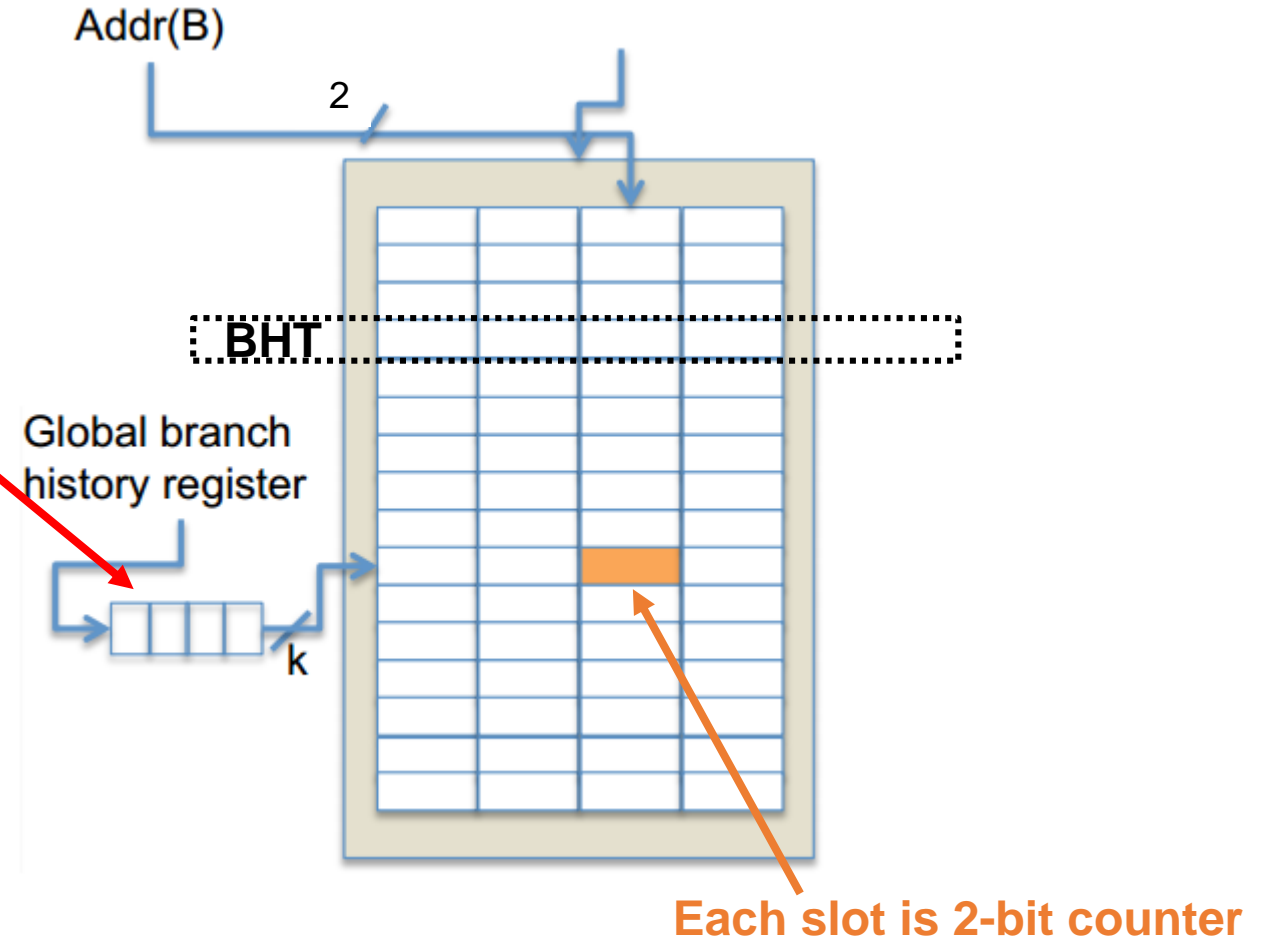 Addr(B)
2
BHT
Global branch
history register
k
Each slot is 2-bit counter